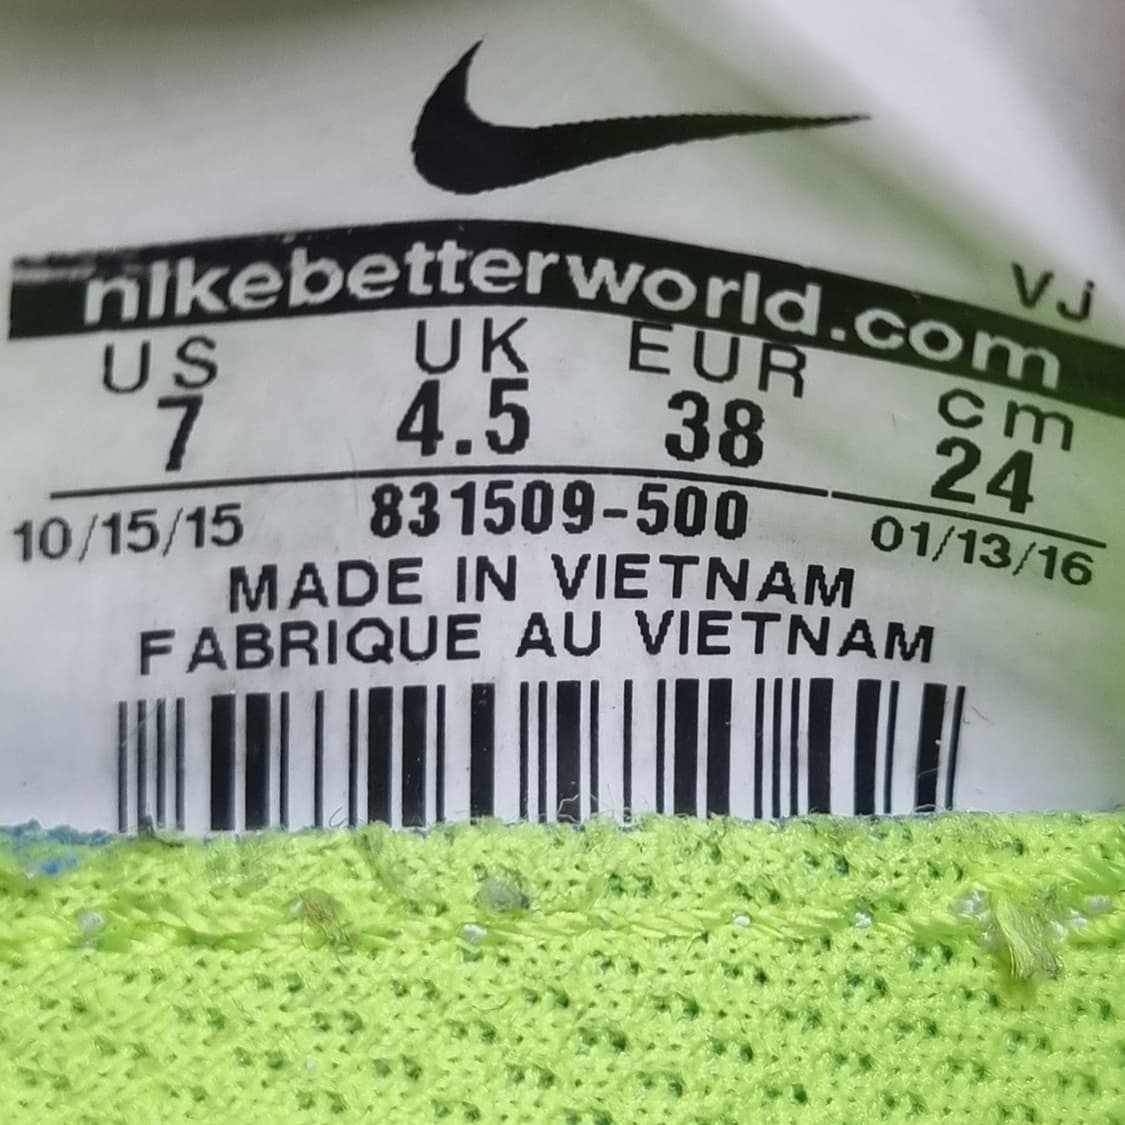 nikebetterworld.com VJ
US UK EUR cm
7 4.5 38 24
10/15/15 831509-500 01/13/16
MADE IN VIETNAM
FABRIQUE AU VIETNAM